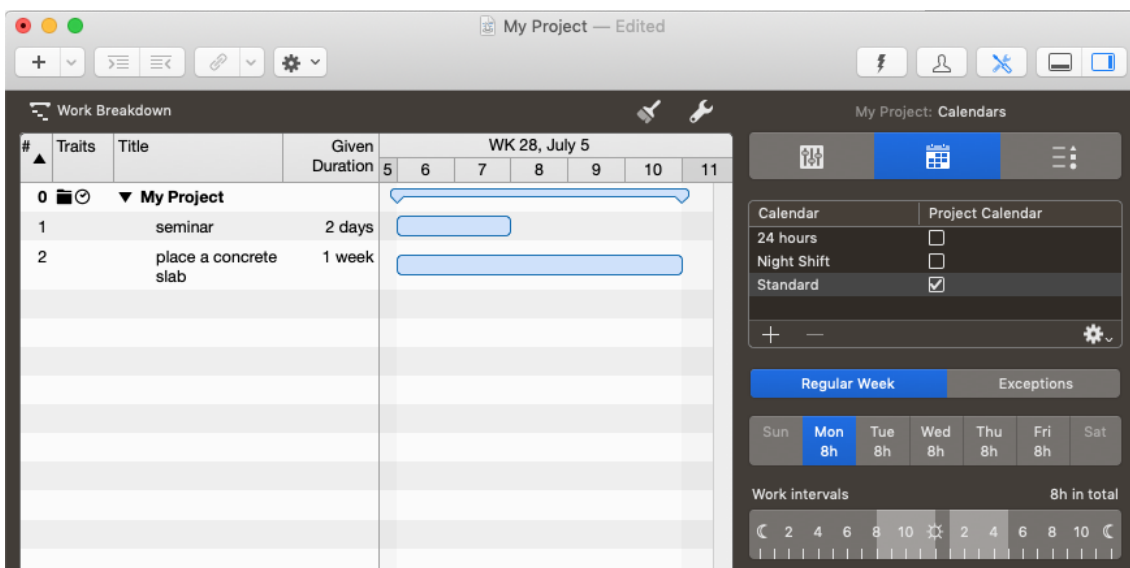 My Project — Edited
Work Breakdown
My Project: Calendars
# Traits Title Given Duration WK 28, July 5
5 6 7 8 9 10 11
0 My Project
1 seminar 2 days
2 place a concrete slab 1 week
Calendar Project Calendar
24 hours
Night Shift
Standard
Regular Week Exceptions
Sun Mon Tue Wed Thu Fri Sat
8h 8h 8h 8h 8h
Work intervals 8h in total
2 4 6 8 10 2 4 6 8 10